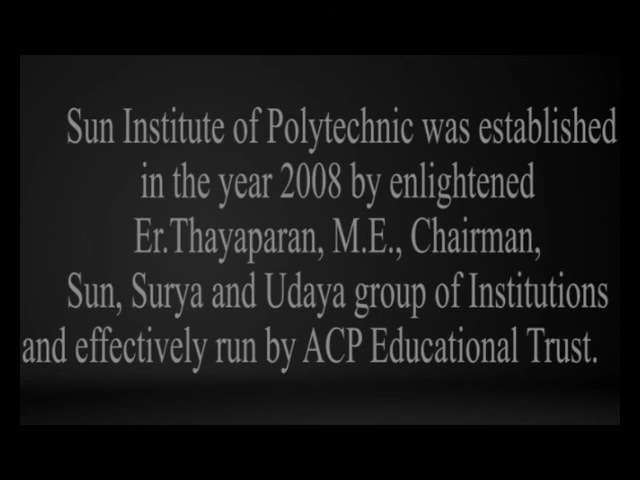 Sun Institute of Polytechnic was established
in the year 2008 by enlightened
Er.Thayaparan, M.E., Chairman,
Sun, Surya and Udaya group of Institutions
and effectively run by ACP Educational Trust.